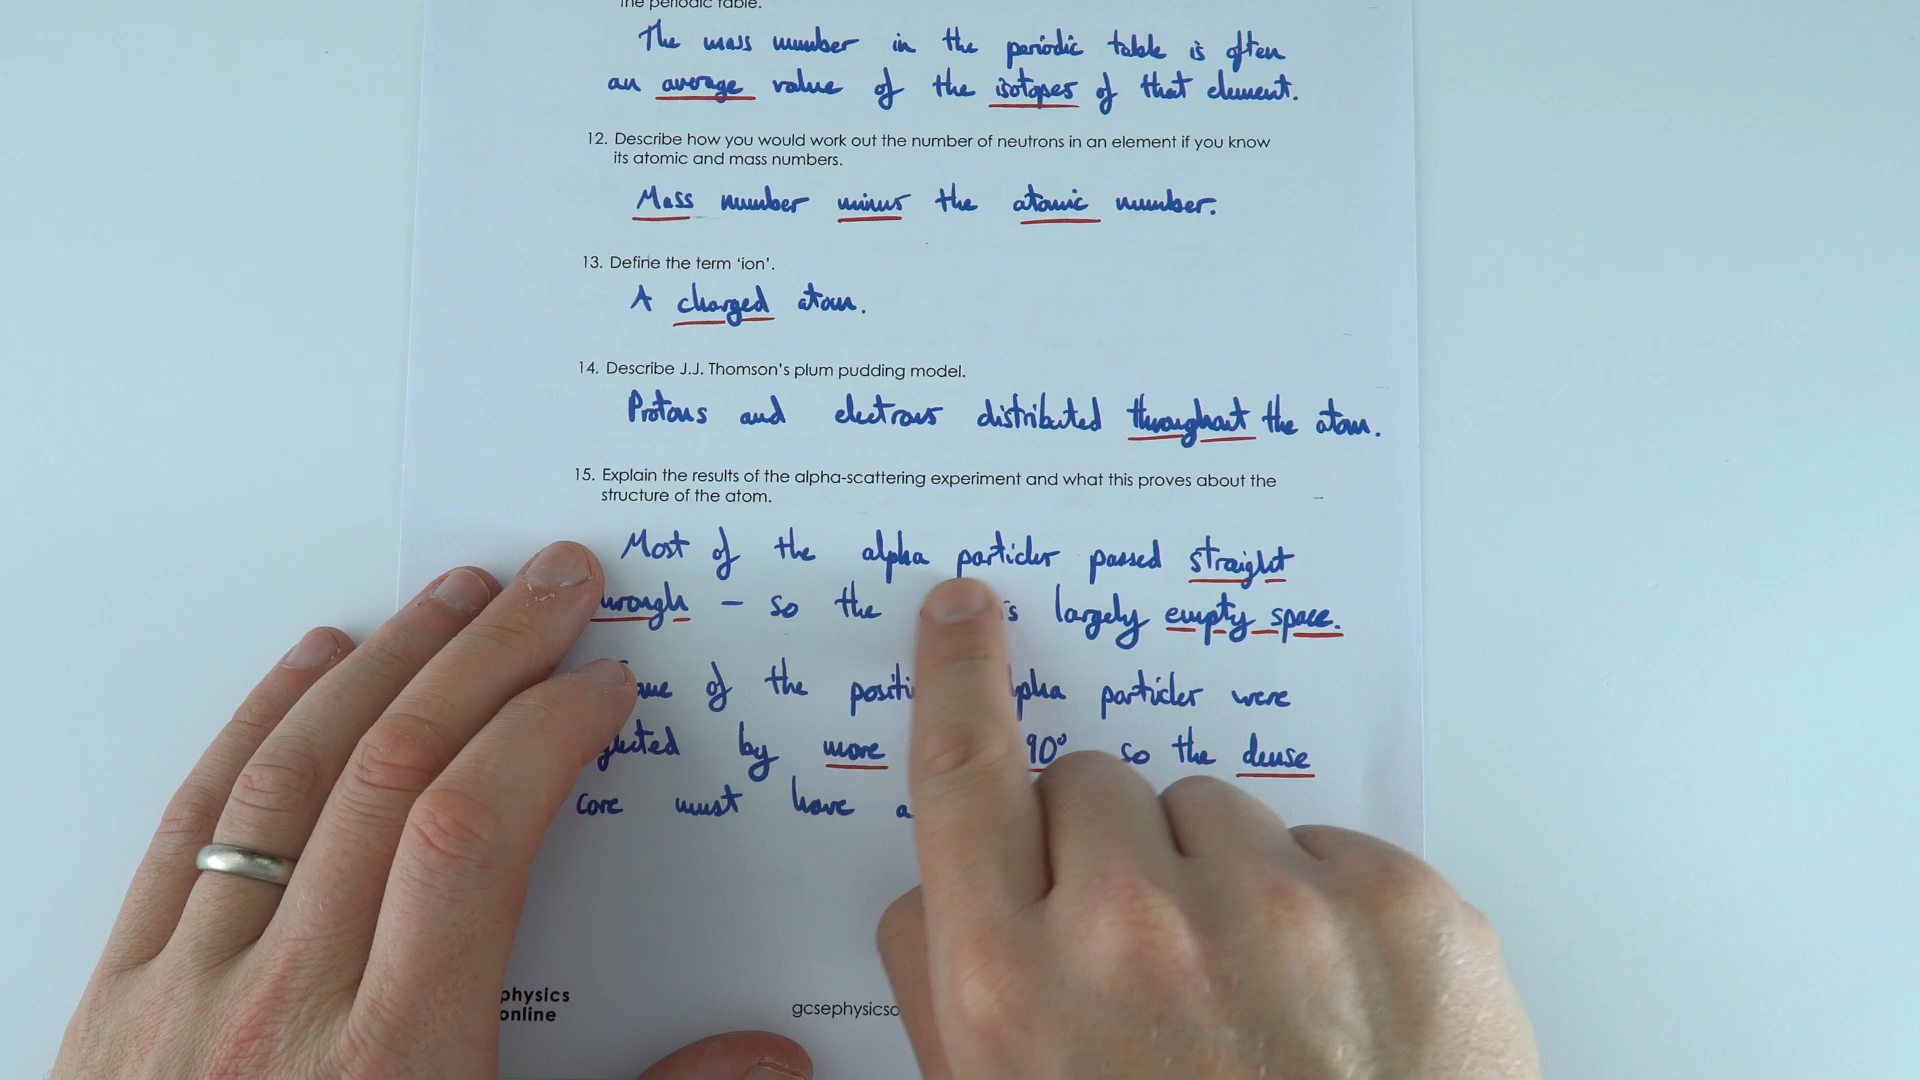 the periodic table.
The mass number in the periodic table is often
an average value of the isotopes of that element.
12. Describe how you would work out the number of neutrons in an element if you know
its atomic and mass numbers.
Mass number minus the atomic number.
13. Define the term ‘ion’.
A charged atom.
14. Describe J.J. Thomson’s plum pudding model.
Protons and electrons distributed throughout the atom.
15. Explain the results of the alpha-scattering experiment and what this proves about the
structure of the atom.
Most of the alpha particles passed straight
– so the largely empty space.
of the particles were
by more 90° so the dense
core must have a
physics
online